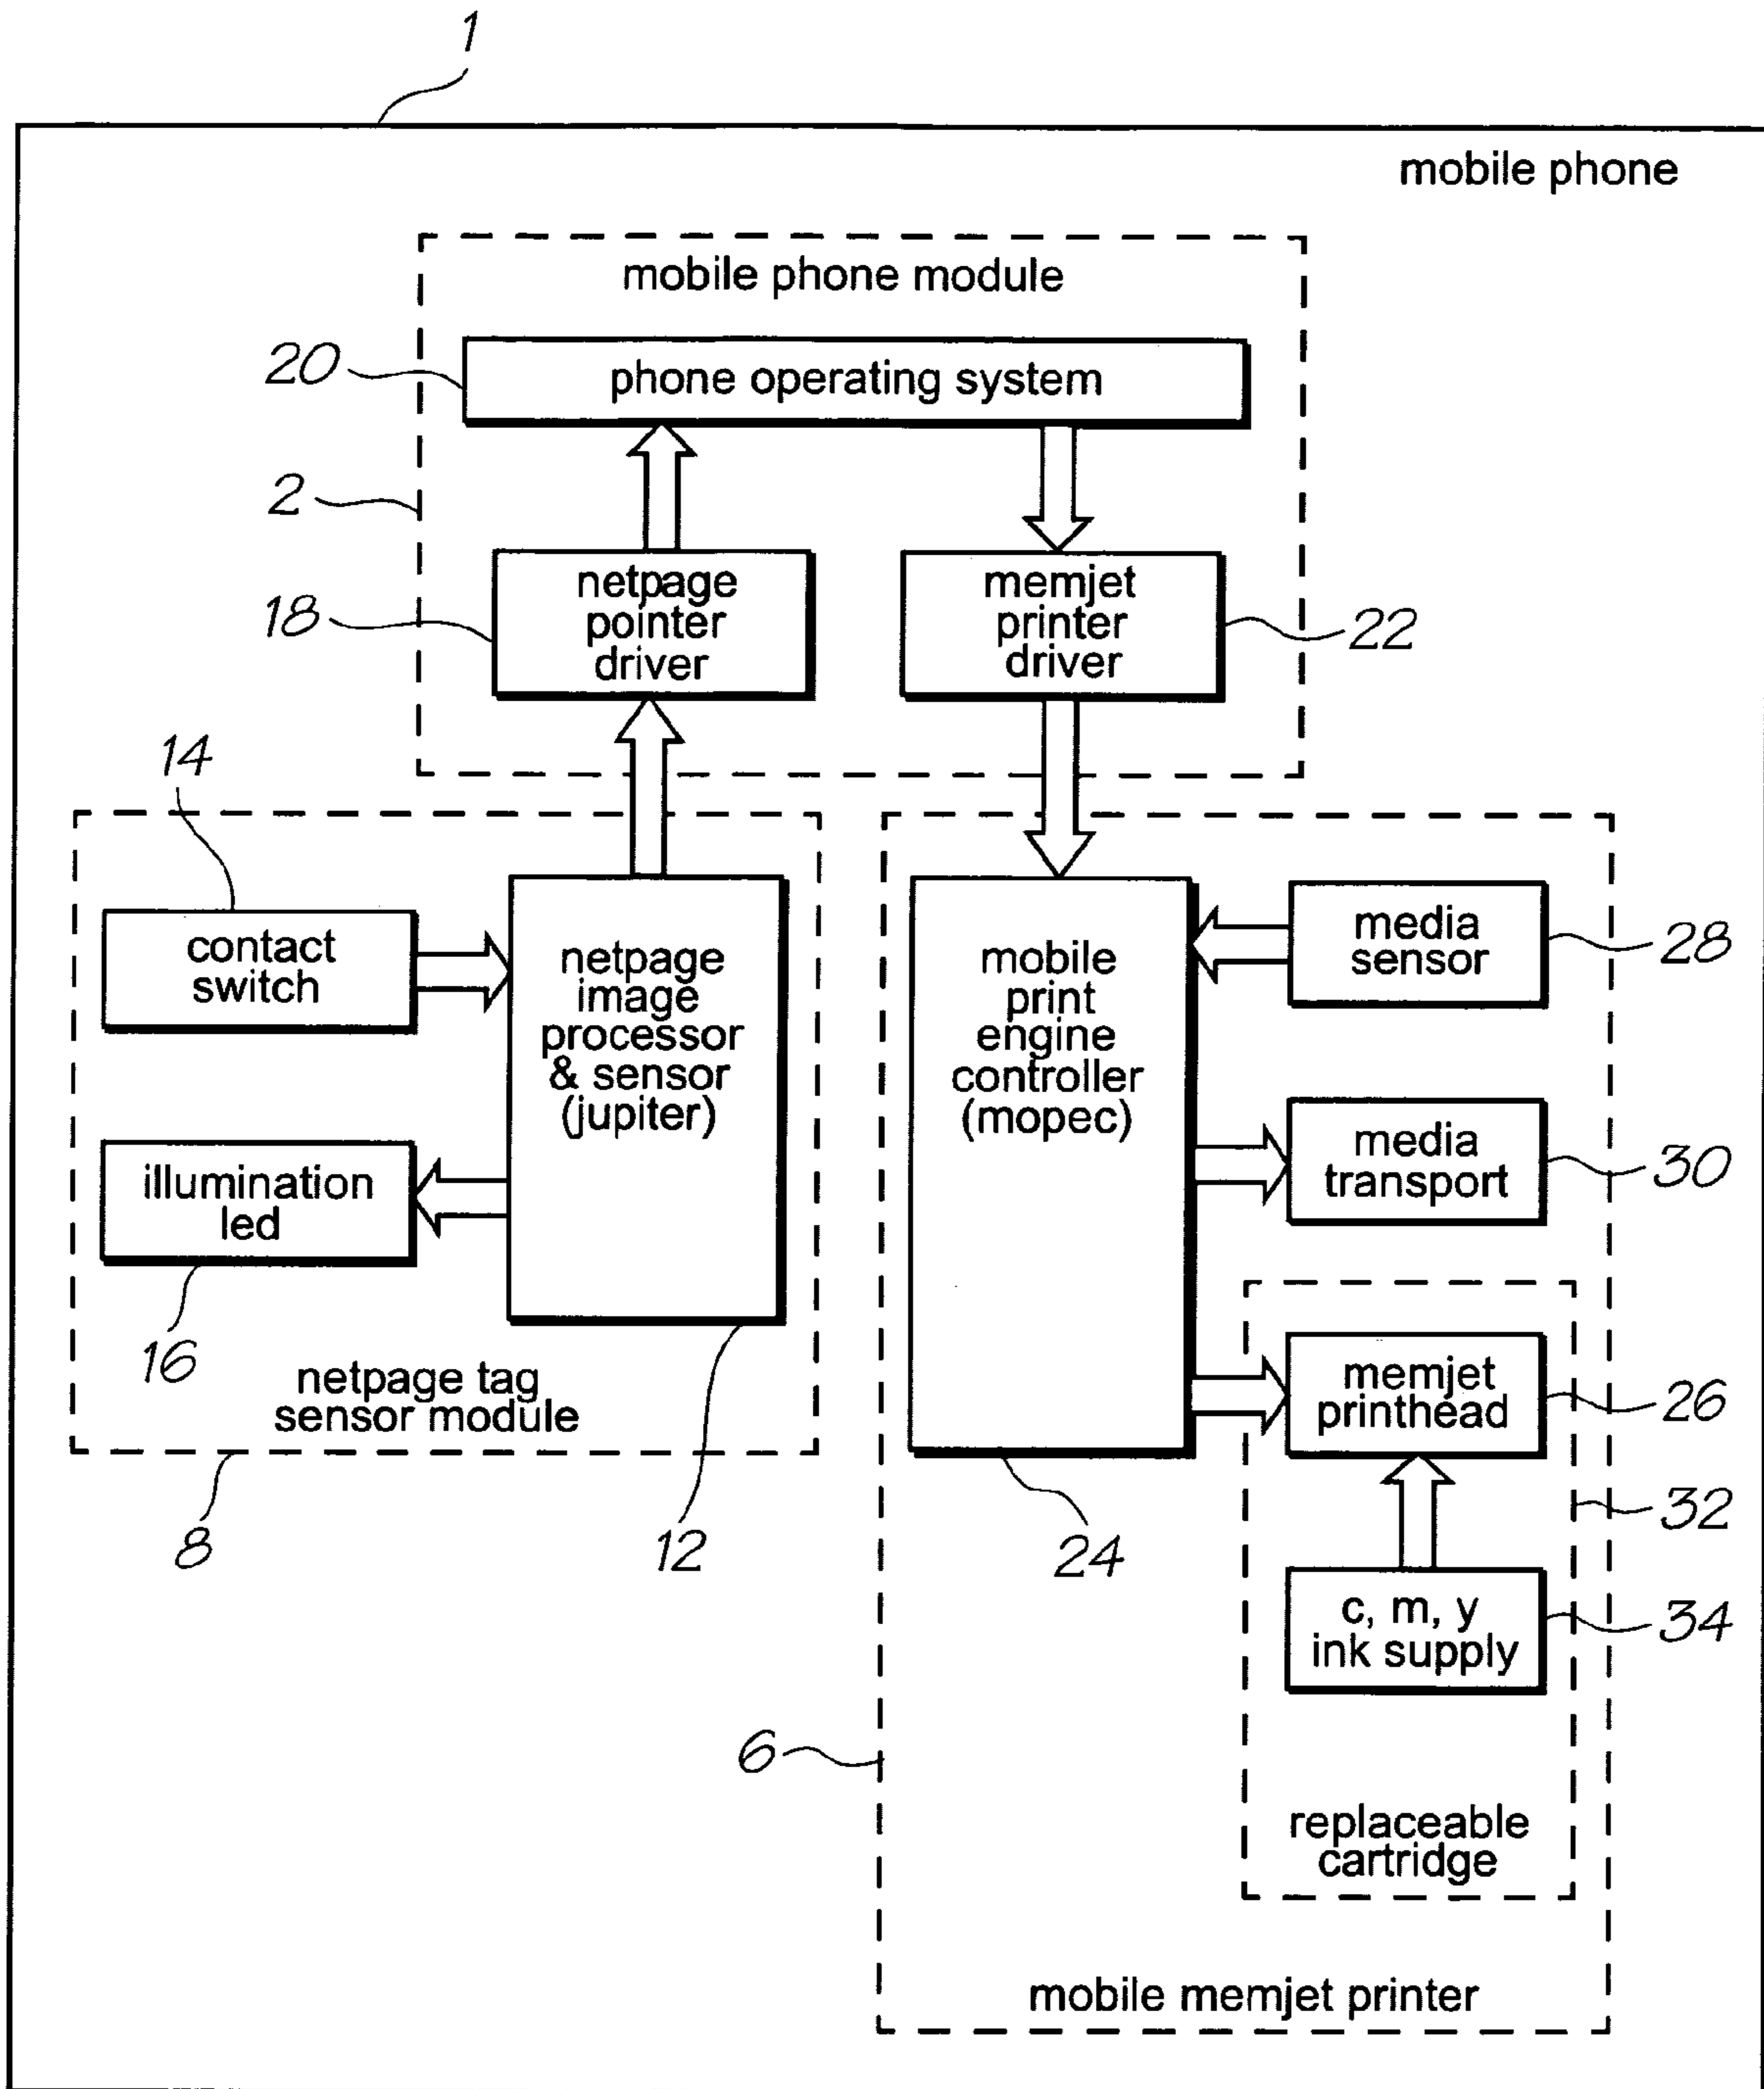 1
mobile phone
mobile phone module
20
phone operating system
2
18
netpage
pointer
driver
memjet
printer
driver
22
14
contact
switch
netpage
image
processor
& sensor
(jupiter)
illumination
led
16
netpage tag
sensor module
8
12
mobile
print
engine
controller
(mopec)
24
media
sensor
28
media
transport
30
memjet
printhead
26
32
c, m, y
ink supply
34
6
replaceable
cartridge
mobile memjet printer